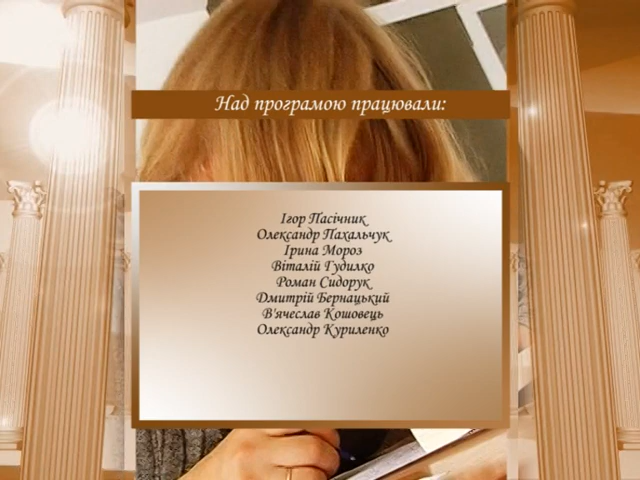 Над програмою працювали:
Ігор Пасічник
Олександр Пахальчук
Ірина Мороз
Віталій Гудилко
Роман Сидорук
Дмитрій Бернацький
В'ячеслав Кошовець
Олександр Куриленко